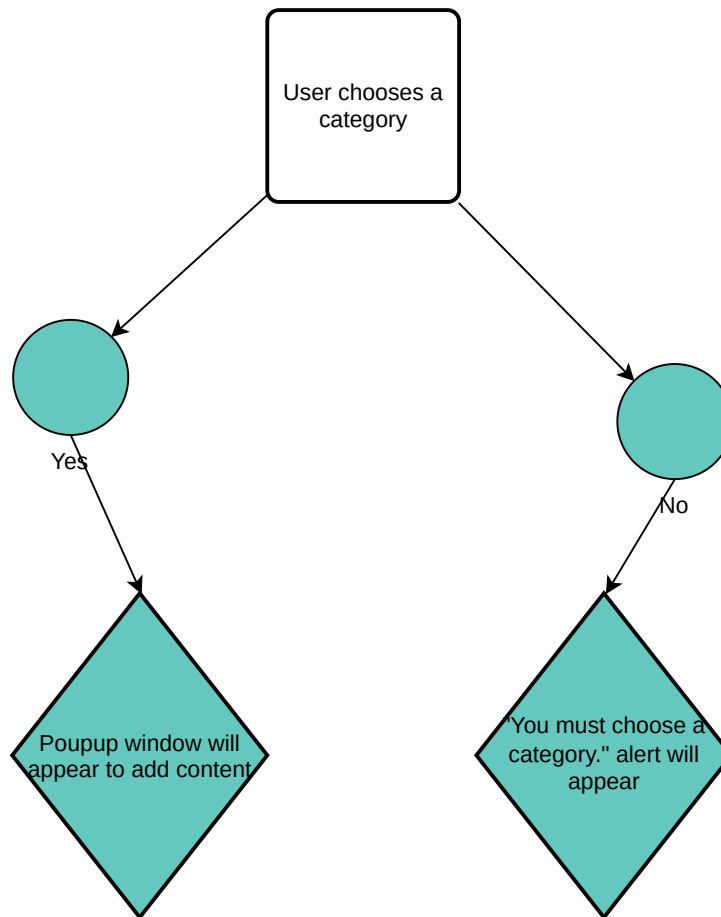 User chooses a
category
Yes
No
Poupup window will
appear to add content
"You must choose a
category." alert will
appear